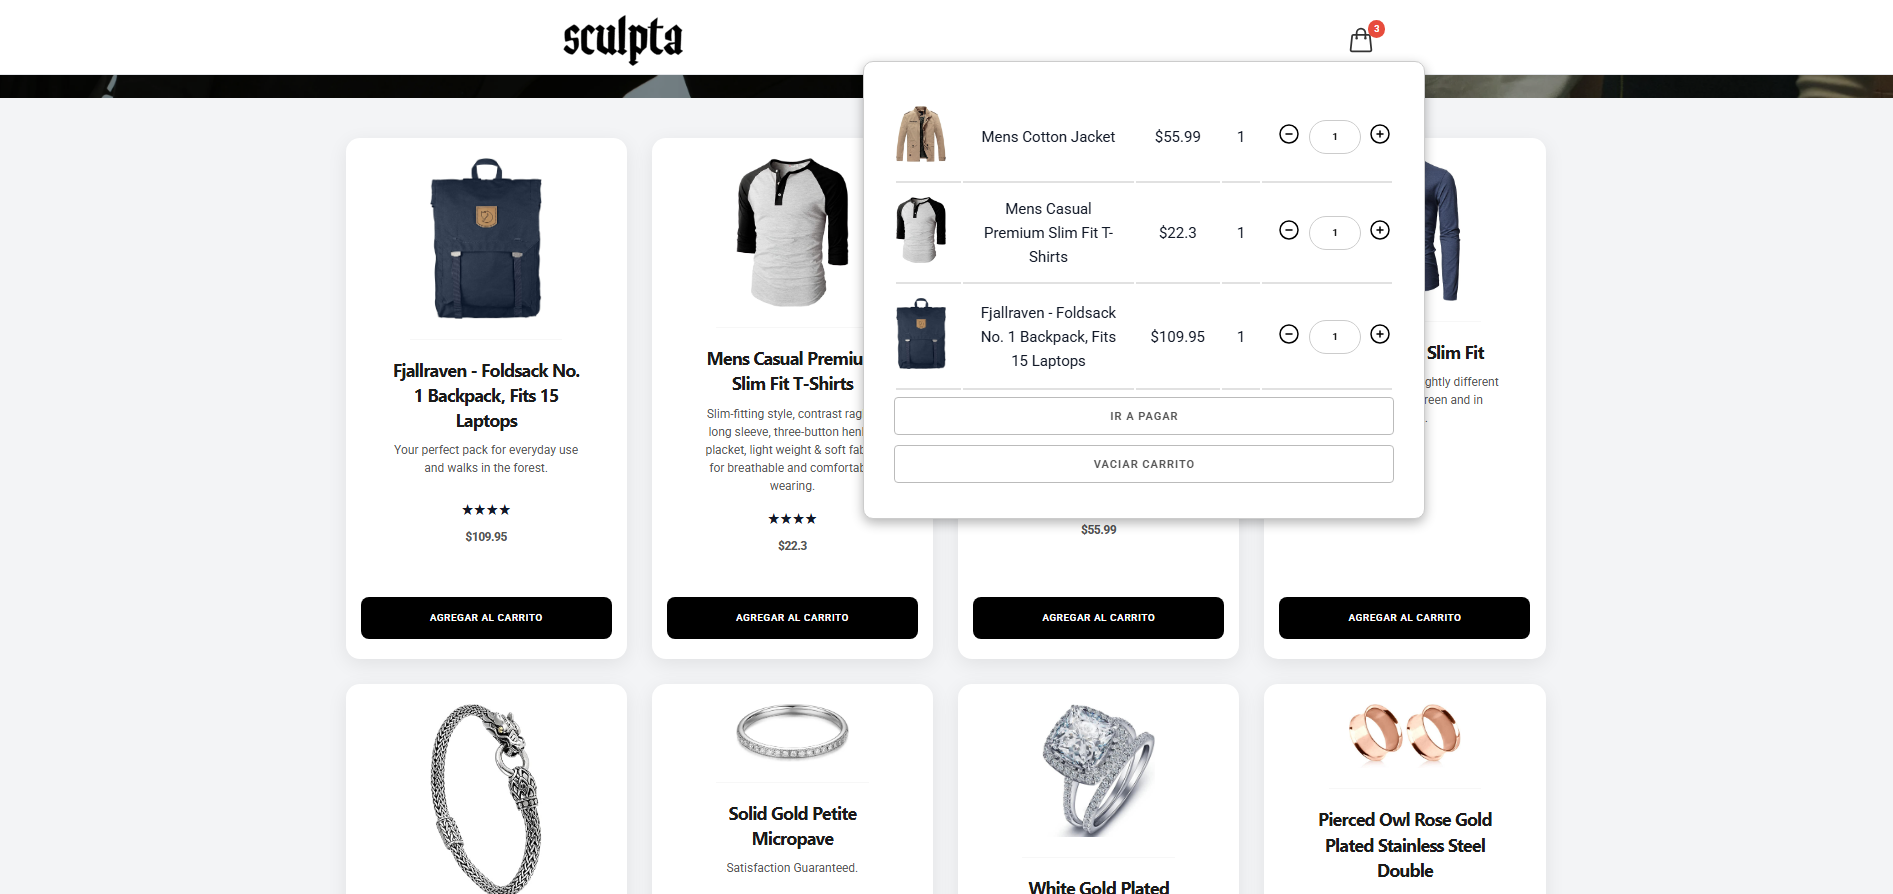 sculpta
3
Mens Cotton Jacket
$55.99
1
1
Mens Casual
Premium Slim Fit T-
Shirts
$22.3
1
1
Fjallraven - Foldsack
No. 1 Backpack, Fits
15 Laptops
$109.95
1
1
IR A PAGAR
VACIAR CARRITO
Fjallraven - Foldsack No.
1 Backpack, Fits 15
Laptops
Your perfect pack for everyday use
and walks in the forest.
★★★★
$109.95
AGREGAR AL CARRITO
Mens Casual Premiu
Slim Fit T-Shirts
Slim-fitting style, contrast rag
long sleeve, three-button hen
placket, light weight & soft fab
for breathable and comfortab
wearing.
★★★★
$22.3
AGREGAR AL CARRITO
$55.99
AGREGAR AL CARRITO
Slim Fit
ghtly different
reen and in
.
AGREGAR AL CARRITO
Solid Gold Petite
Micropave
Satisfaction Guaranteed.
White Gold Plated
Pierced Owl Rose Gold
Plated Stainless Steel
Double